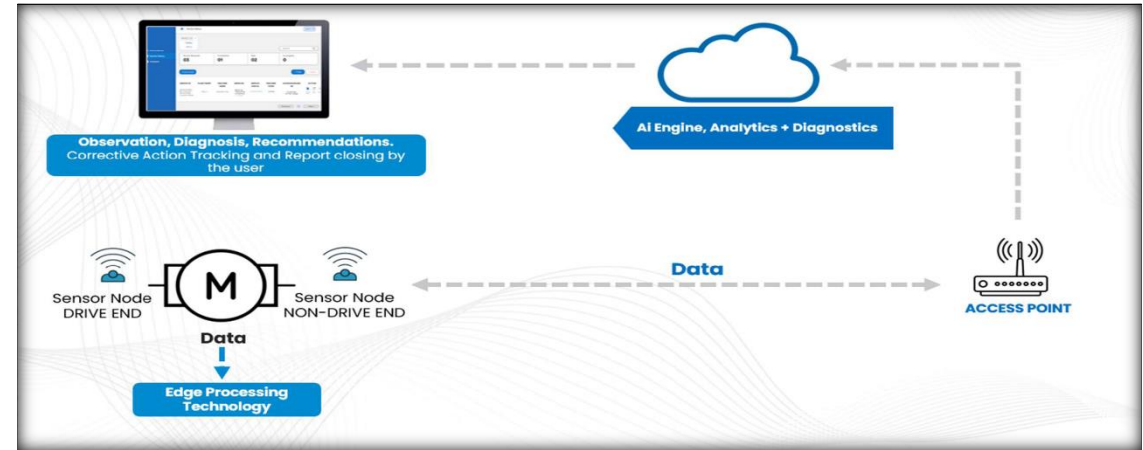 Observation, Diagnosis, Recommendations.
Corrective Action Tracking and Report closing by
the user
Ai Engine, Analytics + Diagnostics
Sensor Node
DRIVE END
M
Sensor Node
NON-DRIVE END
Data
Edge Processing
Technology
Data
ACCESS POINT